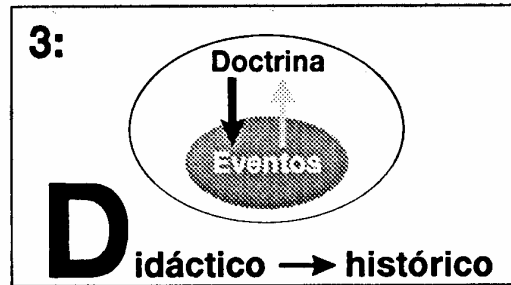 3:
Doctrina
Eventos
Didáctico → histórico